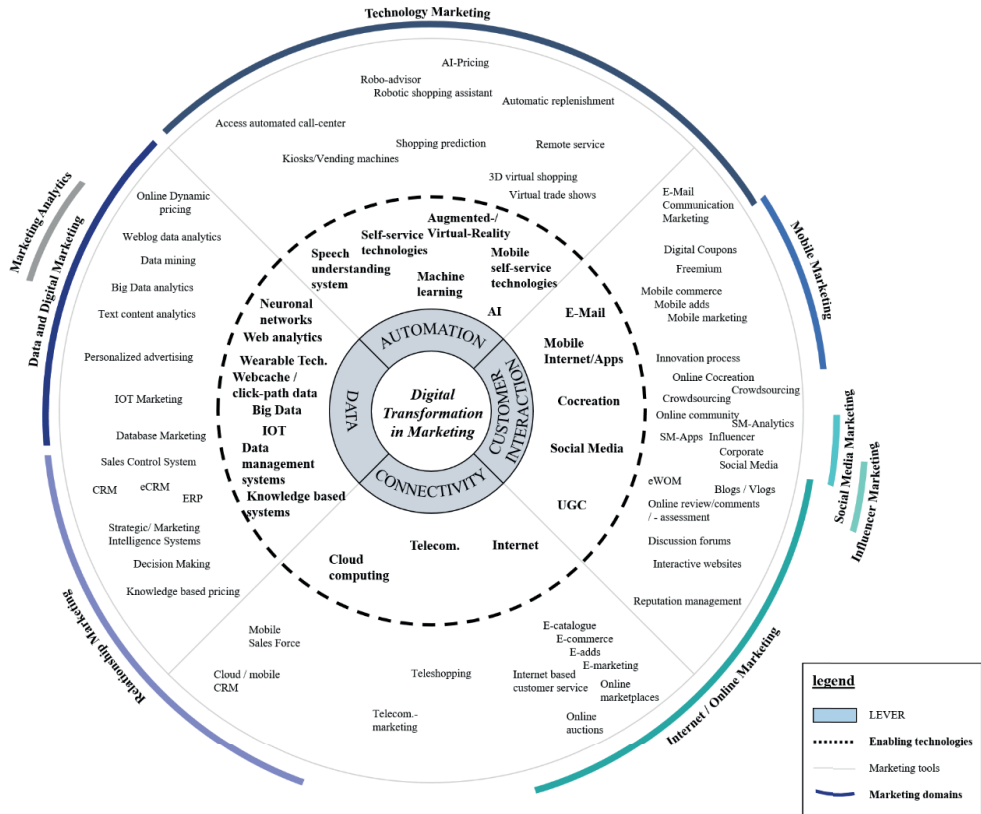 Technology Marketing
AI-Pricing
Robo-advisor
Robotic shopping assistant
Automatic replenishment
Access automated call-center
Shopping prediction
Remote service
Kiosks/Vending machines
3D virtual shopping
Virtual trade shows
Marketing Analytics
Data and Digital Marketing
Online Dynamic
pricing
Weblog data analytics
Data mining
Big Data analytics
Text content analytics
Personalized advertising
IOT Marketing
Database Marketing
Sales Control System
CRM
eCRM
ERP
Strategic/ Marketing
Intelligence Systems
Decision Making
Knowledge based pricing
Relationship Marketing
Augmented-/
Virtual-Reality
Self-service
technologies
Speech
understanding
system
Mobile
self-service
technologies
Machine
learning
AI
Neuronal
networks
Web analytics
Wearable Tech.
Webcache /
click-path data
Big Data
IOT
Data
management
systems
Knowledge based
systems
AUTOMATION
DATA
CUSTOMER
INTERACTION
CONNECTIVITY
Digital
Transformation
in Marketing
E-Mail
Mobile
Internet/Apps
Cocreation
Social Media
UGC
Cloud
computing
Telecom.
Internet
E-Mail
Communication
Marketing
Digital Coupons
Freemium
Mobile commerce
Mobile adds
Mobile marketing
Mobile Marketing
Innovation process
Online Cocreation
Crowdsourcing
Crowdsourcing
Online community
SM-Analytics
SM-Apps
Influencer
Corporate
Social Media
eWOM
Blogs / Vlogs
Online review/comments
/ - assessment
Discussion forums
Interactive websites
Reputation management
Social Media Marketing
Influencer Marketing
Internet / Online Marketing
Mobile
Sales Force
Cloud / mobile
CRM
Teleshopping
Telecom.-
marketing
E-catalogue
E-commerce
E-adds
E-marketing
Internet based
customer service
Online
marketplaces
Online
auctions
legend
LEVER
Enabling technologies
Marketing tools
Marketing domains